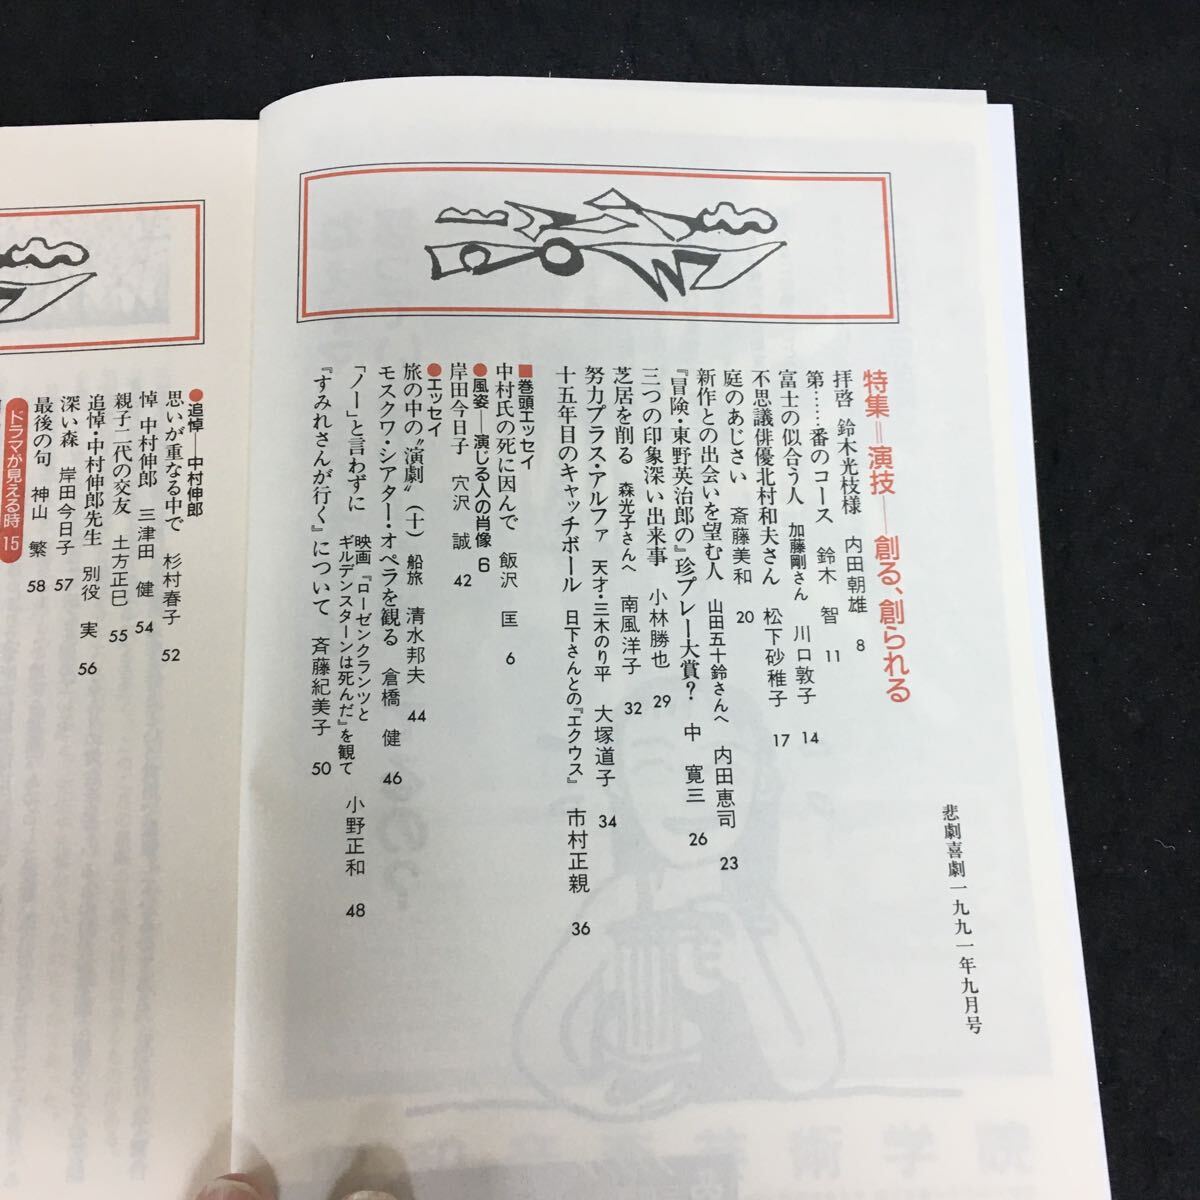 悲劇喜劇一九九一年九月号
特集＝演技――創る、創られる
拝啓 鈴木光枝様 内田朝雄 8
第……番のコース 鈴木 智 11
富士の似合う人 加藤剛さん 川口敦子 14
不思議俳優北村和夫さん 松下砂稚子 17
庭のあじさい 斎藤美和 20
新作との出会いを望む人 山田五十鈴さんへ 内田恵司 23
『冒険・東野英治郎の』珍プレー大賞？ 中 寛三 26
三つの印象深い出来事 小林勝也 29
芝居を削る 森光子さんへ 南風洋子 32
努力プラス・アルファ 天才・三木のり平 大塚道子 34
十五年目のキャッチボール 日下さんとの『エクウス』 市村正親 36
■巻頭エッセイ
中村氏の死に因んで 飯沢 匡 6
●風姿――演じる人の肖像6
岸田今日子 穴沢 誠 42
●エッセイ
旅の中の〝演劇〟（十） 船旅 清水邦夫 44
モスクワ・シアター・オペラを観る 倉橋 健 46
「ノー」と言わずに 映画『ローゼンクランツとギルデンスターンは死んだ』を観て 小野正和 48
『すみれさんが行く』について 斉藤紀美子 50
●追悼――中村伸郎
思いが重なる中で 杉村春子 52
悼 中村伸郎 三津田 健 54
親子二代の交友 土方正巳 55
追悼・中村伸郎先生 別役 実 56
深い森 岸田今日子 57
最後の句 神山 繁 58
ドラマが見える時 15